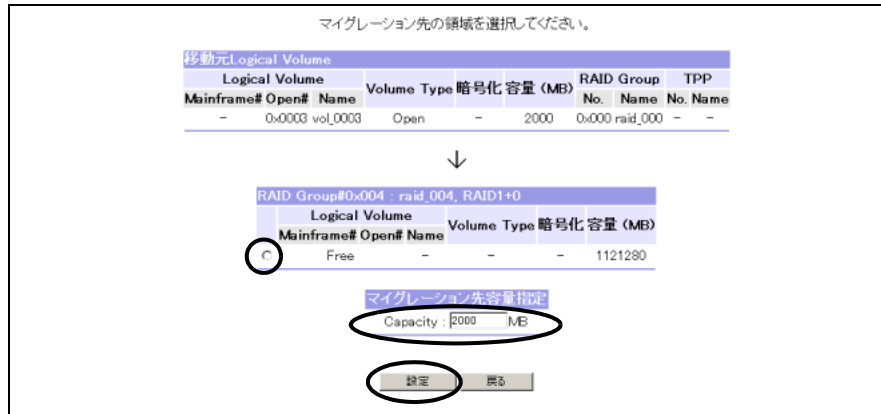 マイグレーション先の領域を選択してください。
移動元Logical Volume
Logical Volume Volume Type 暗号化 容量 (MB) RAID Group TPP
Mainframe# Open# Name No. Name No. Name
- 0x0003 vol_0003 Open - 2000 0x000 raid_000 - -
↓
RAID Group#0x004 : raid_004, RAID1+0
Logical Volume Volume Type 暗号化 容量 (MB)
Mainframe# Open# Name
Free - - - 1121280
マイグレーション先容量指定
Capacity : 2000 MB
設定 戻る